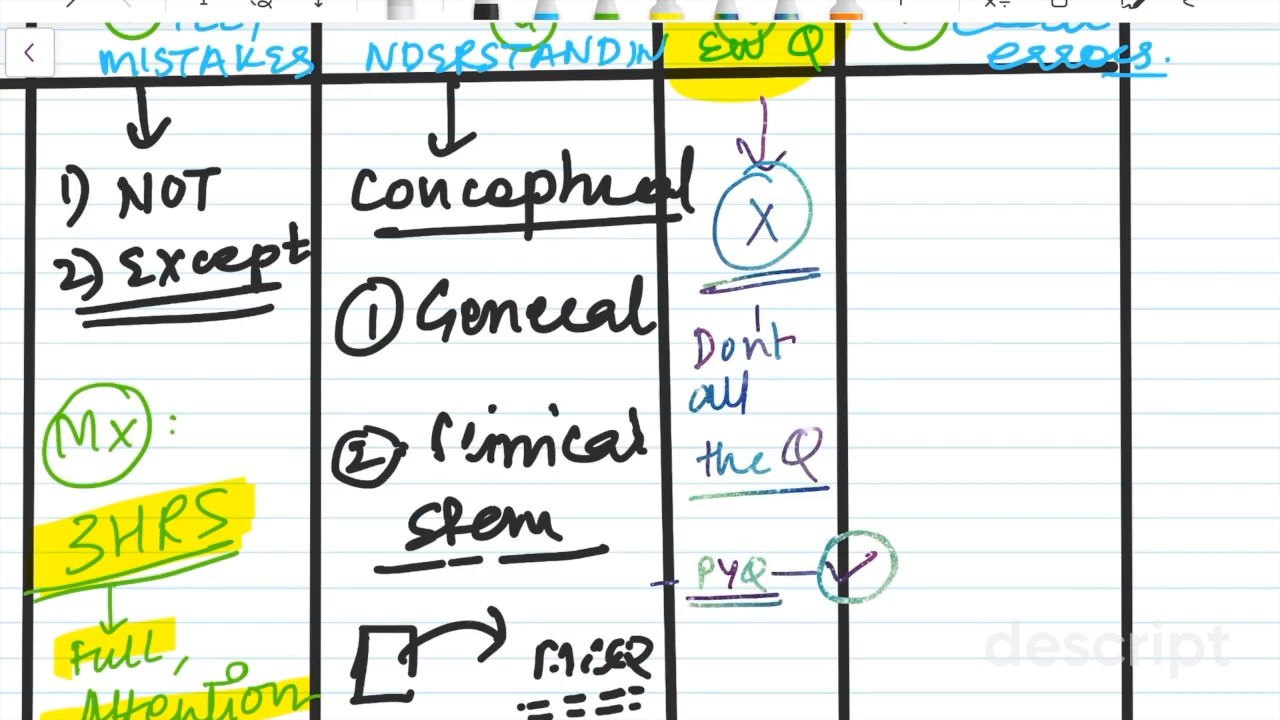 MISTAKES
NDERSTANDIN
EW Q
errors.
1) NOT
2) Except
Mx :
3HRS
Full,
Attention
Conceptual
① General
② Clinical
stem
X
Don't
all
the Q
PYQ
descript